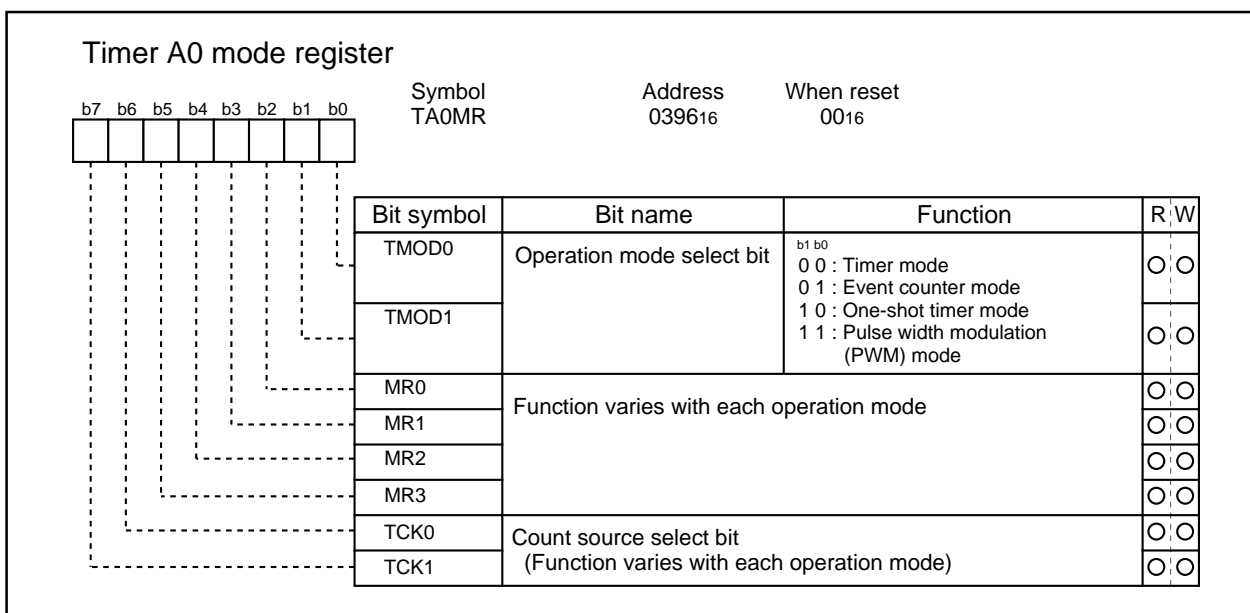 Timer A0 mode register
Symbol Address When reset
TA0MR 039616 0016
b7 b6 b5 b4 b3 b2 b1 b0
Bit symbol Bit name Function R W
TMOD0 Operation mode select bit
b1 b0
0 0 : Timer mode
0 1 : Event counter mode
TMOD1
1 0 : One-shot timer mode
1 1 : Pulse width modulation
(PWM) mode
MR0
Function varies with each operation mode
MR1
MR2
MR3
TCK0 Count source select bit
TCK1 (Function varies with each operation mode)